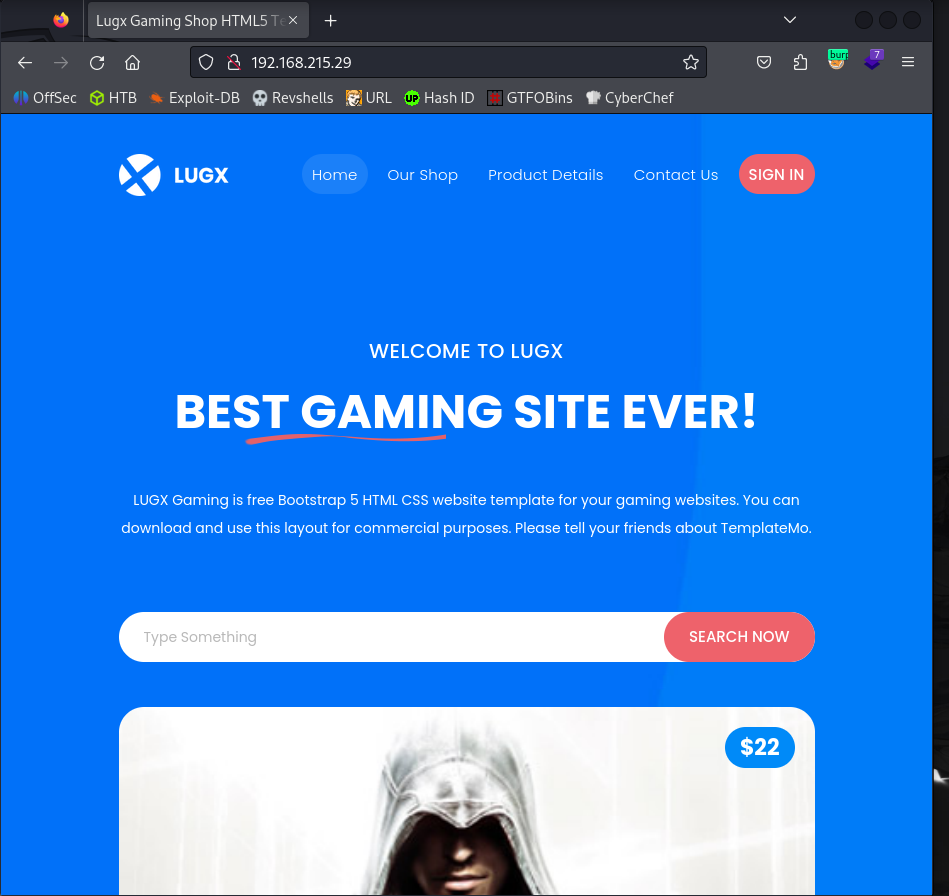 Lugx Gaming Shop HTML5 Te
192.168.215.29
burp
7
OffSec HTB Exploit-DB Revshells URL UP Hash ID GTFOBins CyberChef
LUGX Home Our Shop Product Details Contact Us SIGN IN
WELCOME TO LUGX
BEST GAMING SITE EVER!
LUGX Gaming is free Bootstrap 5 HTML CSS website template for your gaming websites. You can
download and use this layout for commercial purposes. Please tell your friends about TemplateMo.
Type Something SEARCH NOW
$22